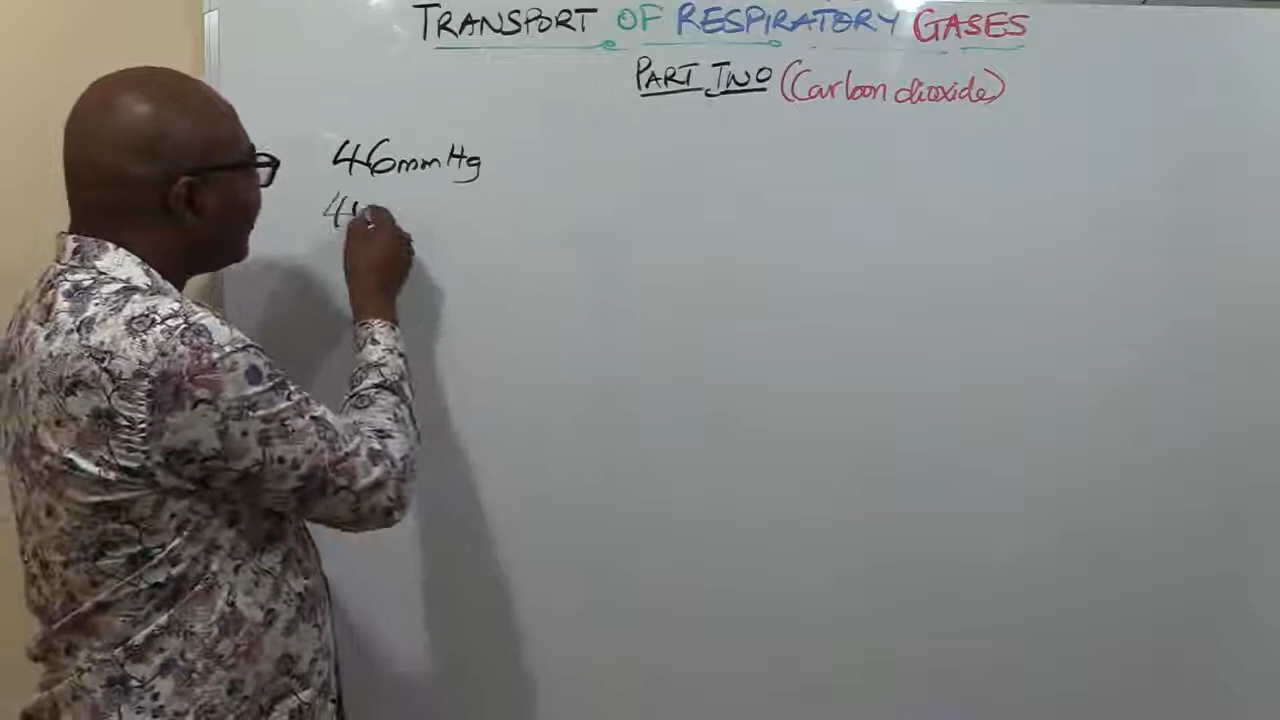 TRANSPORT OF RESPIRATORY GASES
PART TWO (Carbon dioxide)
46mmHg